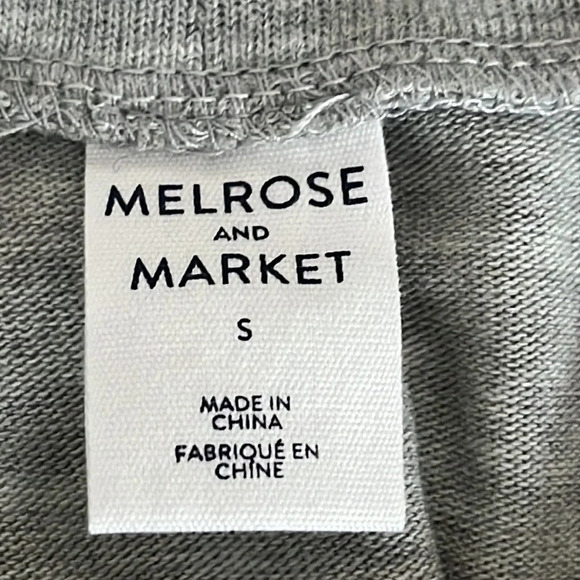 MELROSE
AND
MARKET
S
MADE IN
CHINA
FABRIQUÉ EN
CHINE